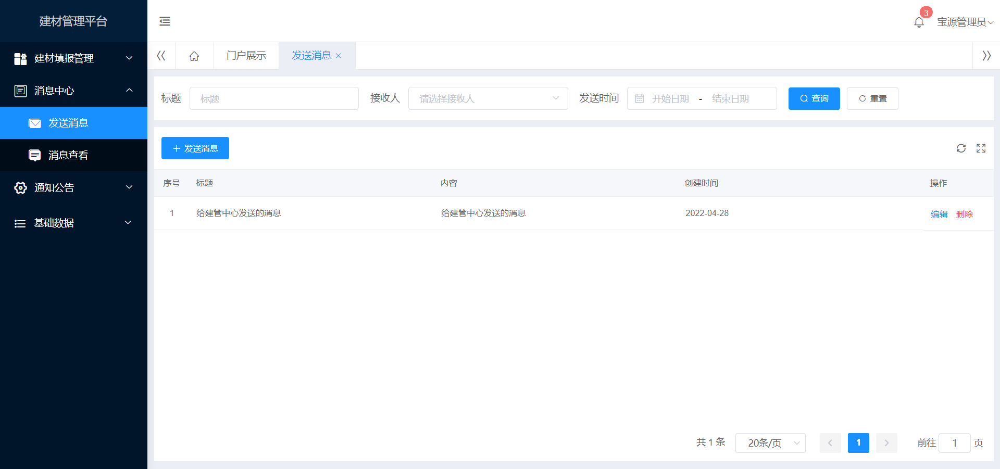 建材管理平台
3
宝源管理员
建材填报管理
消息中心
发送消息
消息查看
通知公告
基础数据
门户展示
发送消息
标题 标题 接收人 请选择接收人 发送时间 开始日期 - 结束日期 查询 重置
发送消息
序号 标题 内容 创建时间 操作
1 给建管中心发送的消息 给建管中心发送的消息 2022-04-28 编辑 删除
共 1 条 20条/页 1 前往 1 页